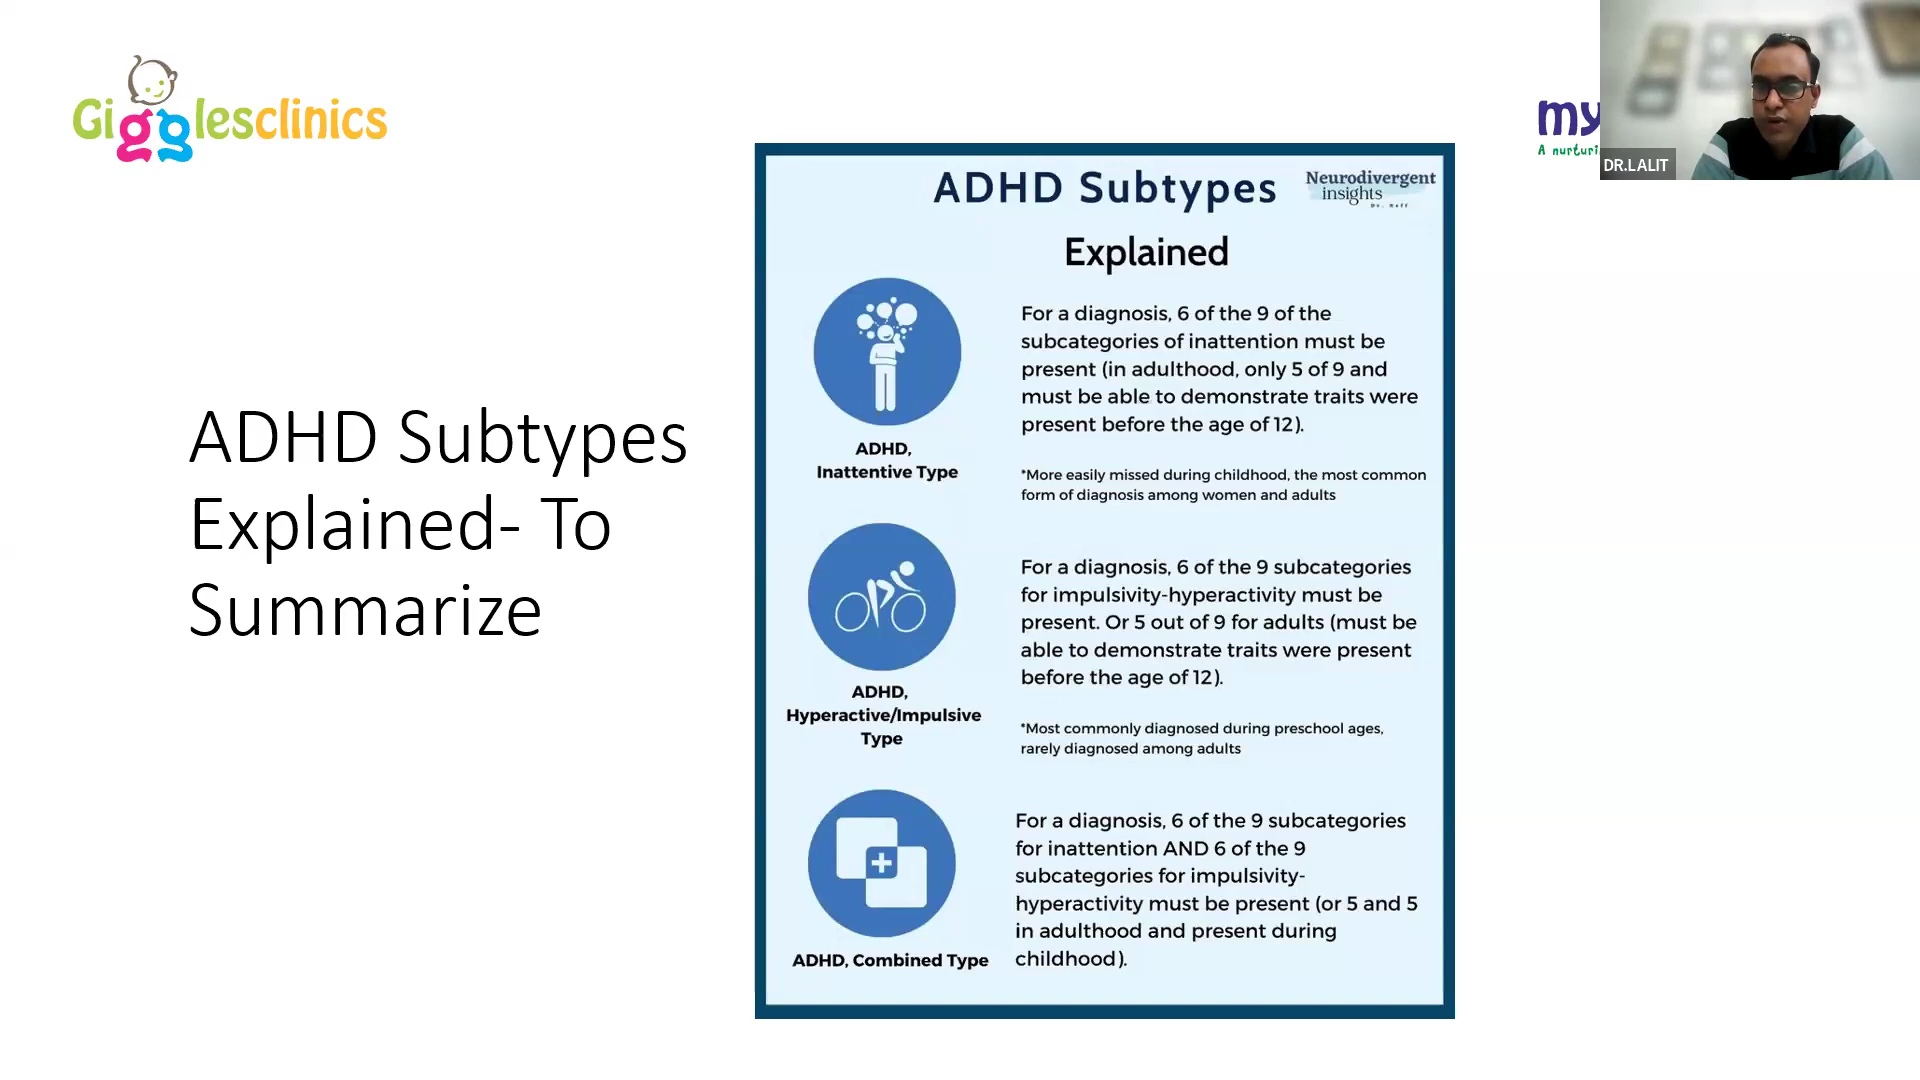 Gigglesclinics
my
A nurturi
DR.LALIT
ADHD Subtypes
Explained- To
Summarize
ADHD Subtypes
Neurodivergent
insights
Dr. Neff
Explained
For a diagnosis, 6 of the 9 of the
subcategories of inattention must be
present (in adulthood, only 5 of 9 and
must be able to demonstrate traits were
present before the age of 12).
ADHD,
Inattentive Type
*More easily missed during childhood, the most common
form of diagnosis among women and adults
For a diagnosis, 6 of the 9 subcategories
for impulsivity-hyperactivity must be
present. Or 5 out of 9 for adults (must be
able to demonstrate traits were present
before the age of 12).
ADHD,
Hyperactive/Impulsive
Type
*Most commonly diagnosed during preschool ages,
rarely diagnosed among adults
For a diagnosis, 6 of the 9 subcategories
for inattention AND 6 of the 9
subcategories for impulsivity-
hyperactivity must be present (or 5 and 5
in adulthood and present during
childhood).
ADHD, Combined Type